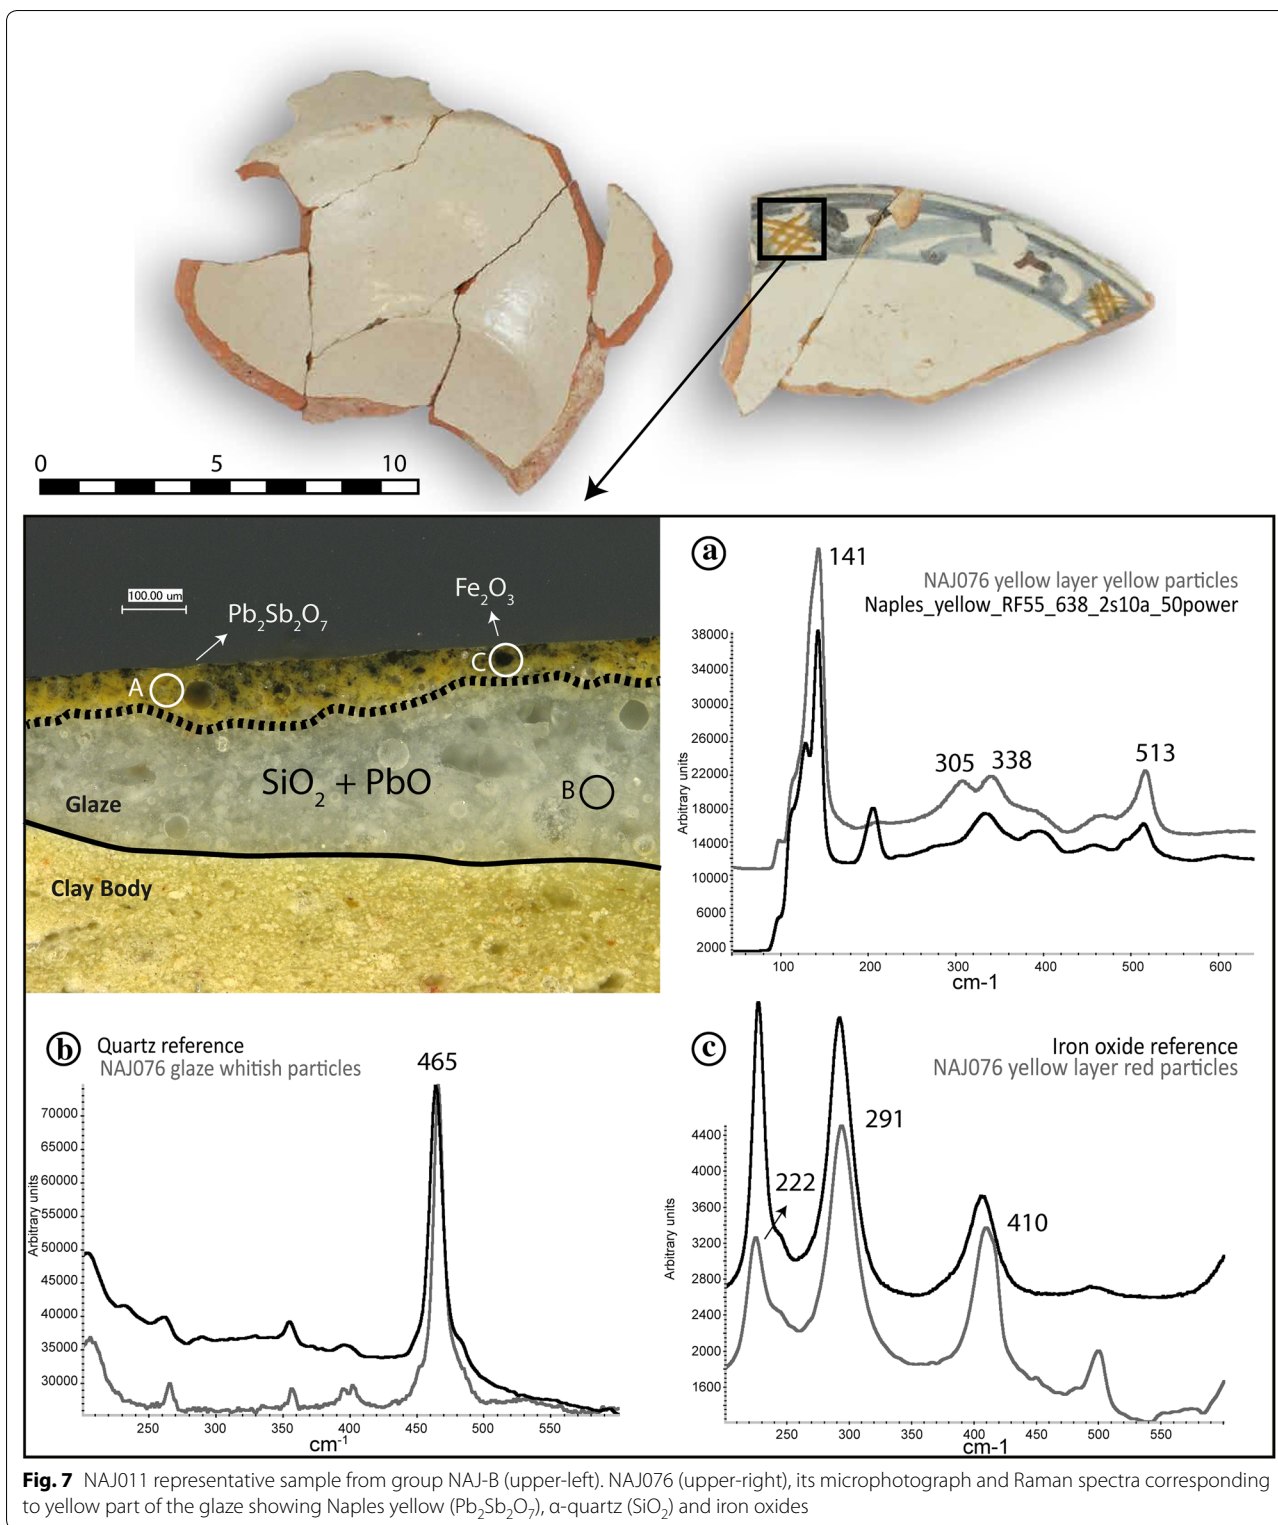 0 5 10
100.00 um
Pb₂Sb₂O₇
Fe₂O₃
A
C
SiO₂ + PbO
B
Glaze
Clay Body
a
141
NAJ076 yellow layer yellow particles
Naples_yellow_RF55_638_2s10a_50power
305 338 513
Arbitrary units
38000
34000
30000
26000
22000
18000
14000
10000
6000
2000
100 200 300 400 500 600
cm-1
b
Quartz reference
NAJ076 glaze whitish particles
465
Arbitrary units
70000
65000
60000
55000
50000
45000
40000
35000
30000
250 300 350 400 450 500 550
cm⁻¹
c
Iron oxide reference
NAJ076 yellow layer red particles
291
222
410
Arbitrary units
4400
4000
3600
3200
2800
2400
2000
1600
250 300 350 400 450 500 550
cm-1
Fig. 7 NAJ011 representative sample from group NAJ-B (upper-left). NAJ076 (upper-right), its microphotograph and Raman spectra corresponding
to yellow part of the glaze showing Naples yellow (Pb₂Sb₂O₇), α-quartz (SiO₂) and iron oxides